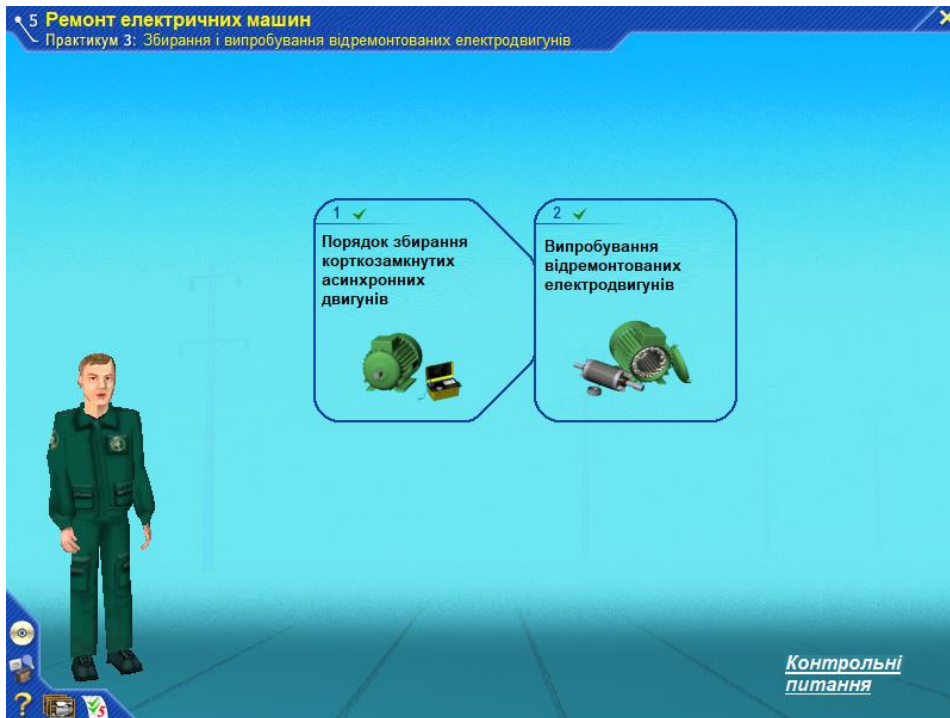 5 Ремонт електричних машин
Практикум 3: Збирання і випробування відремонтованих електродвигунів
1
Порядок збирання
корткозамкнутих
асинхронних
двигунів
2
Випробування
відремонтованих
електродвигунів
Контрольні
питання
?
5